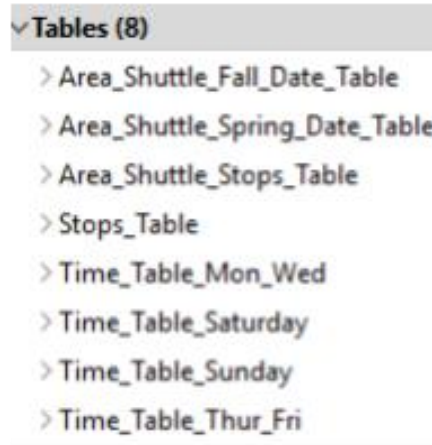 Tables (8)
Area_Shuttle_Fall_Date_Table
Area_Shuttle_Spring_Date_Table
Area_Shuttle_Stops_Table
Stops_Table
Time_Table_Mon_Wed
Time_Table_Saturday
Time_Table_Sunday
Time_Table_Thur_Fri